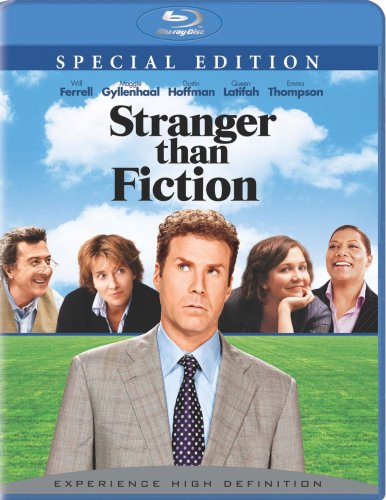 Blu-ray Disc
SPECIAL EDITION
Will Ferrell Maggie Gyllenhaal Dustin Hoffman Queen Latifah Emma Thompson
Stranger
than
Fiction
EXPERIENCE HIGH DEFINITION